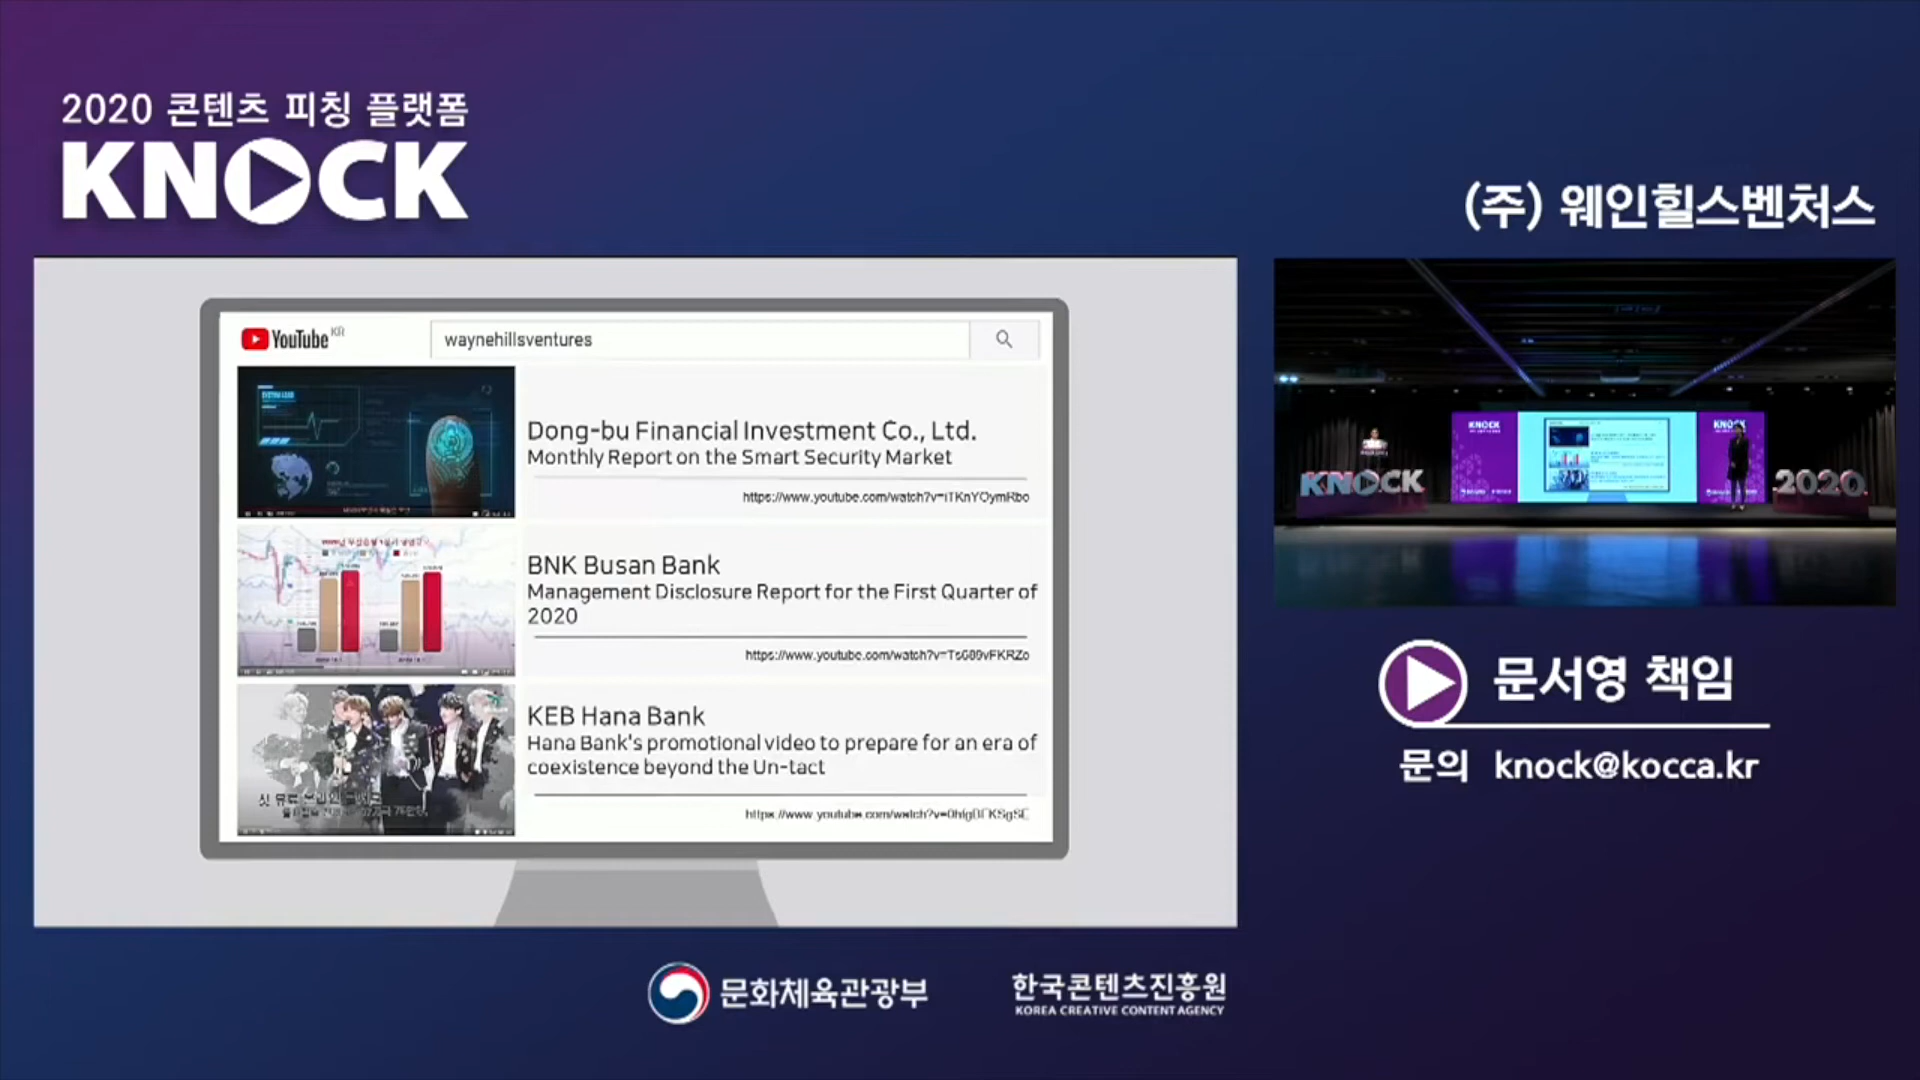 2020 콘텐츠 피칭 플랫폼
KNOCK
(주) 웨인힐스벤처스
YouTube KR
waynehillsventures
Dong-bu Financial Investment Co., Ltd.
Monthly Report on the Smart Security Market
BNK Busan Bank
Management Disclosure Report for the First Quarter of
2020
KEB Hana Bank
Hana Bank's promotional video to prepare for an era of
coexistence beyond the Un-tact
KNOCK
KNOCK
KNOCK
2020
문서영 책임
문의 knock@kocca.kr
문화체육관광부
한국콘텐츠진흥원
KOREA CREATIVE CONTENT AGENCY